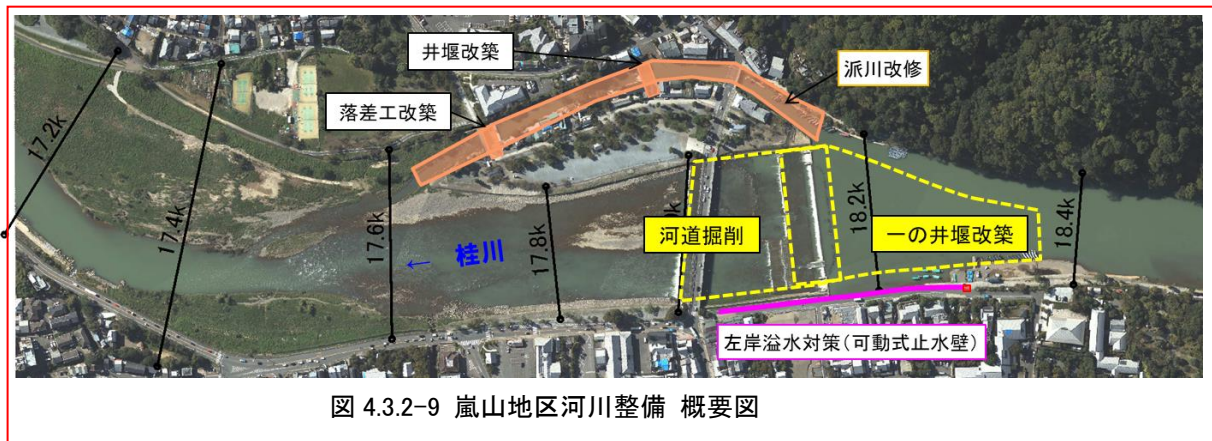 井堰改築
派川改修
落差工改築
17.2k
17.4k
17.6k
← 桂川
17.8k
河道掘削
18.2k
一の井堰改築
18.4k
左岸溢水対策(可動式止水壁)
図 4.3.2-9 嵐山地区河川整備 概要図